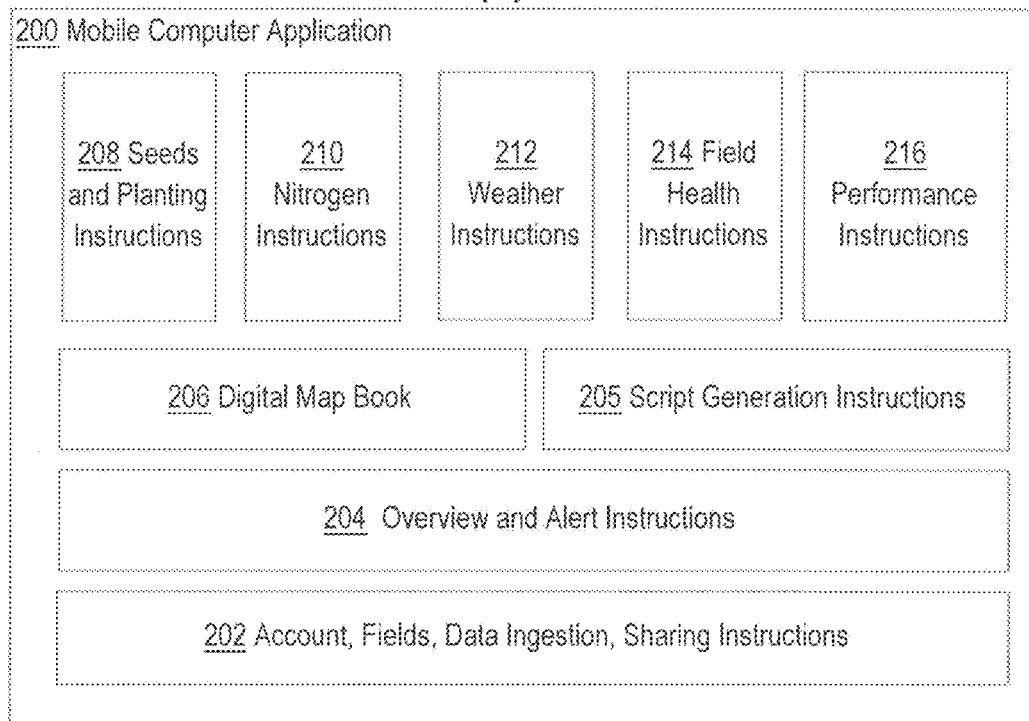 200 Mobile Computer Application
208 Seeds
and Planting
Instructions
210
Nitrogen
Instructions
212
Weather
Instructions
214 Field
Health
Instructions
216
Performance
Instructions
206 Digital Map Book
205 Script Generation Instructions
204 Overview and Alert Instructions
202 Account, Fields, Data Ingestion, Sharing Instructions